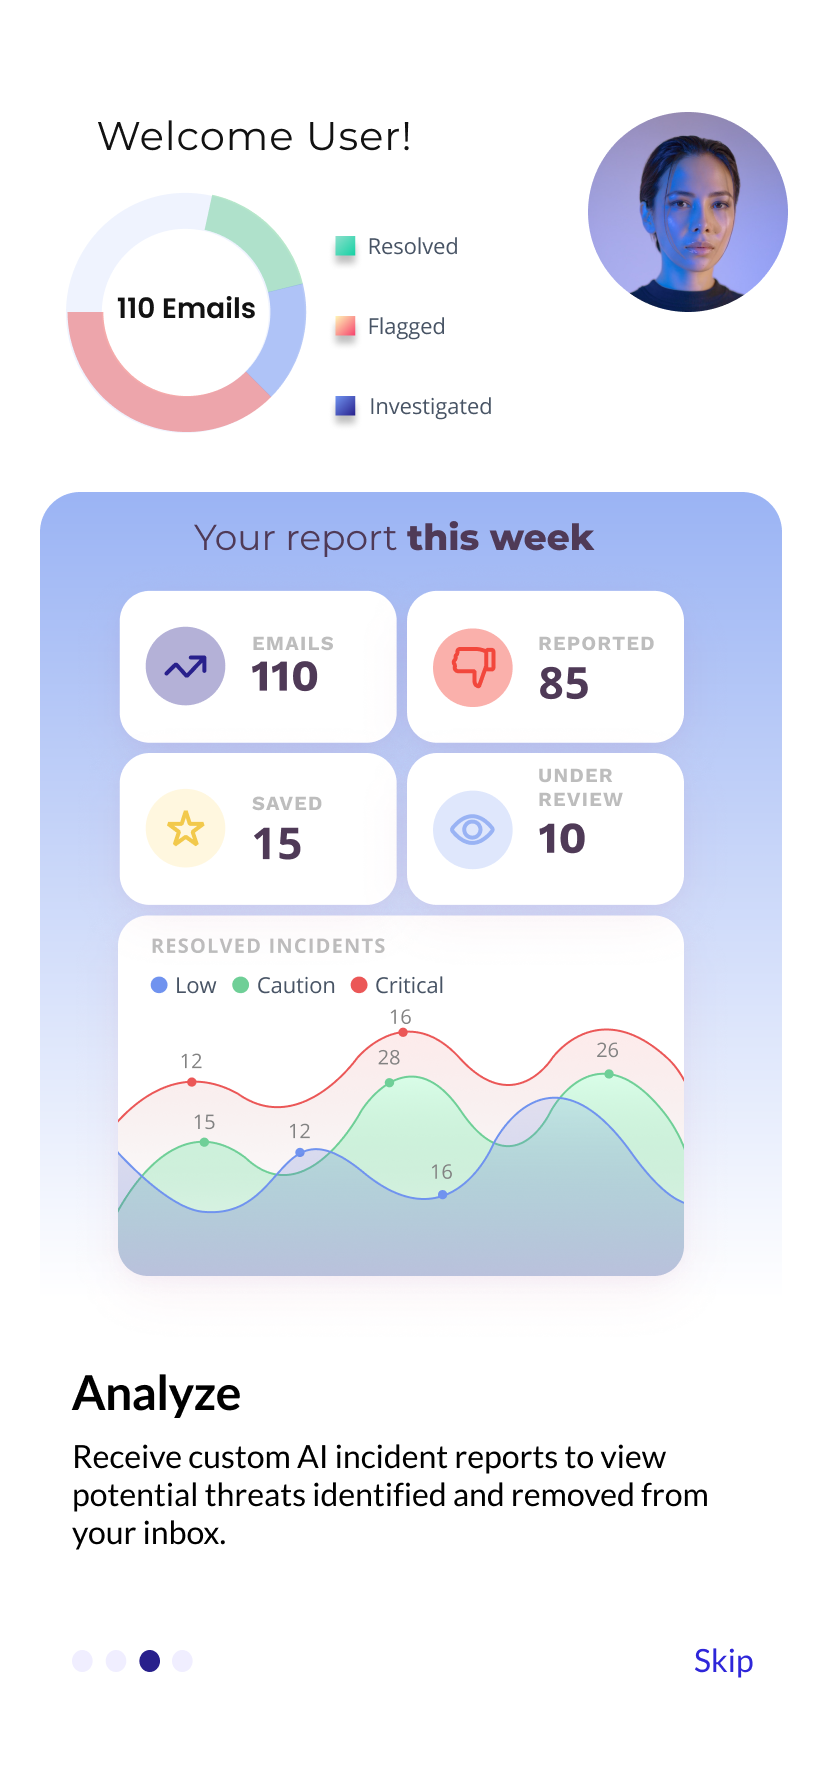 Welcome User!
Resolved
110 Emails
Flagged
Investigated
Your report this week
EMAILS
110
REPORTED
85
SAVED
15
UNDER
REVIEW
10
RESOLVED INCIDENTS
Low
Caution
Critical
16
12
28
26
15
12
16
Analyze
Receive custom AI incident reports to view
potential threats identified and removed from
your inbox.
Skip